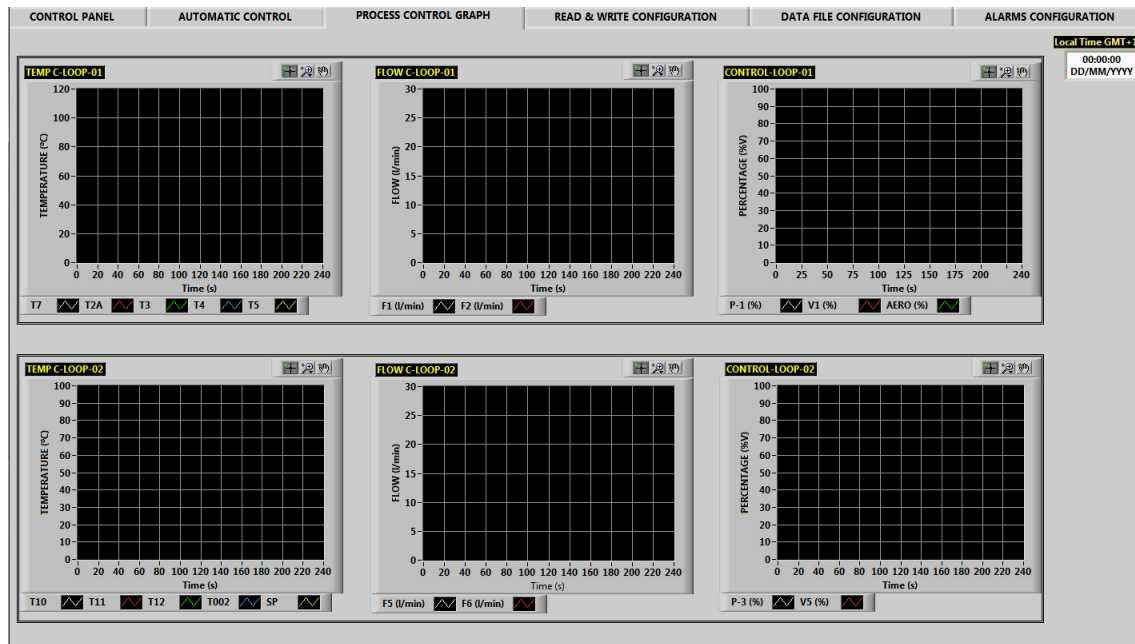 CONTROL PANEL AUTOMATIC CONTROL PROCESS CONTROL GRAPH READ & WRITE CONFIGURATION DATA FILE CONFIGURATION ALARMS CONFIGURATION
Local Time GMT+1
00:00:00
DD/MM/YYYY
TEMP C-LOOP-01
TEMPERATURE (ºC)
120
100
80
60
40
20
0
0 20 40 60 80 100 120 140 160 180 200 220 240
Time (s)
T7 T2A T3 T4 T5
FLOW C-LOOP-01
FLOW (l/min)
30
25
20
15
10
5
0
0 20 40 60 80 100 120 140 160 180 200 220 240
Time (s)
F1 (l/min) F2 (l/min)
CONTROL-LOOP-01
PERCENTAGE (%V)
100
90
80
70
60
50
40
30
20
10
0
0 25 50 75 100 125 150 175 200 240
Time (s)
P-1 (%) V1 (%) AERO (%)
TEMP C-LOOP-02
TEMPERATURE (ºC)
100
90
80
70
60
50
40
30
20
10
0
0 20 40 60 80 100 120 140 160 180 200 220 240
Time (s)
T10 T11 T12 T002 SP
FLOW C-LOOP-02
FLOW (l/min)
30
25
20
15
10
5
0
0 20 40 60 80 100 120 140 160 180 200 220 240
Time (s)
F5 (l/min) F6 (l/min)
CONTROL-LOOP-02
PERCENTAGE (%V)
100
90
80
70
60
50
40
30
20
10
0
0 20 40 60 80 100 120 140 160 180 200 220 240
Time (s)
P-3 (%) V5 (%)